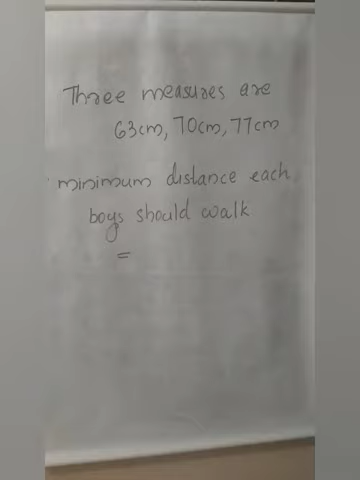 Three measures are
63cm, 70cm, 77cm
minimum distance each
boys should walk
=